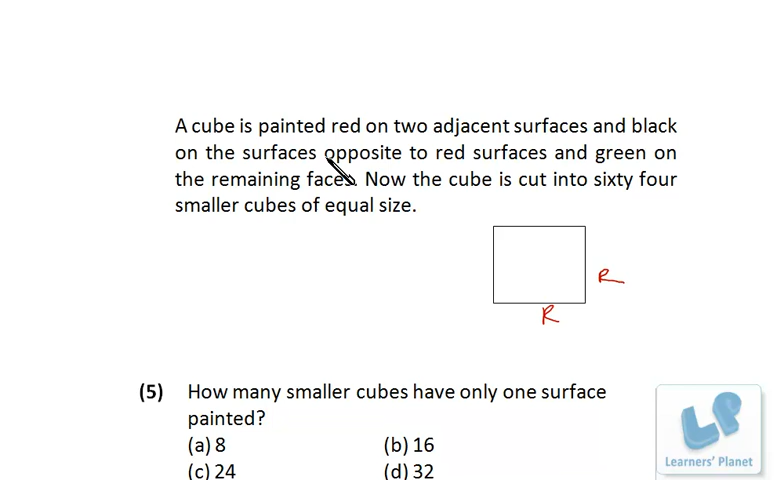 A cube is painted red on two adjacent surfaces and black
on the surfaces opposite to red surfaces and green on
the remaining faces. Now the cube is cut into sixty four
smaller cubes of equal size.
R
R
(5) How many smaller cubes have only one surface
painted?
(a) 8 (b) 16
(c) 24 (d) 32
LP
Learners' Planet